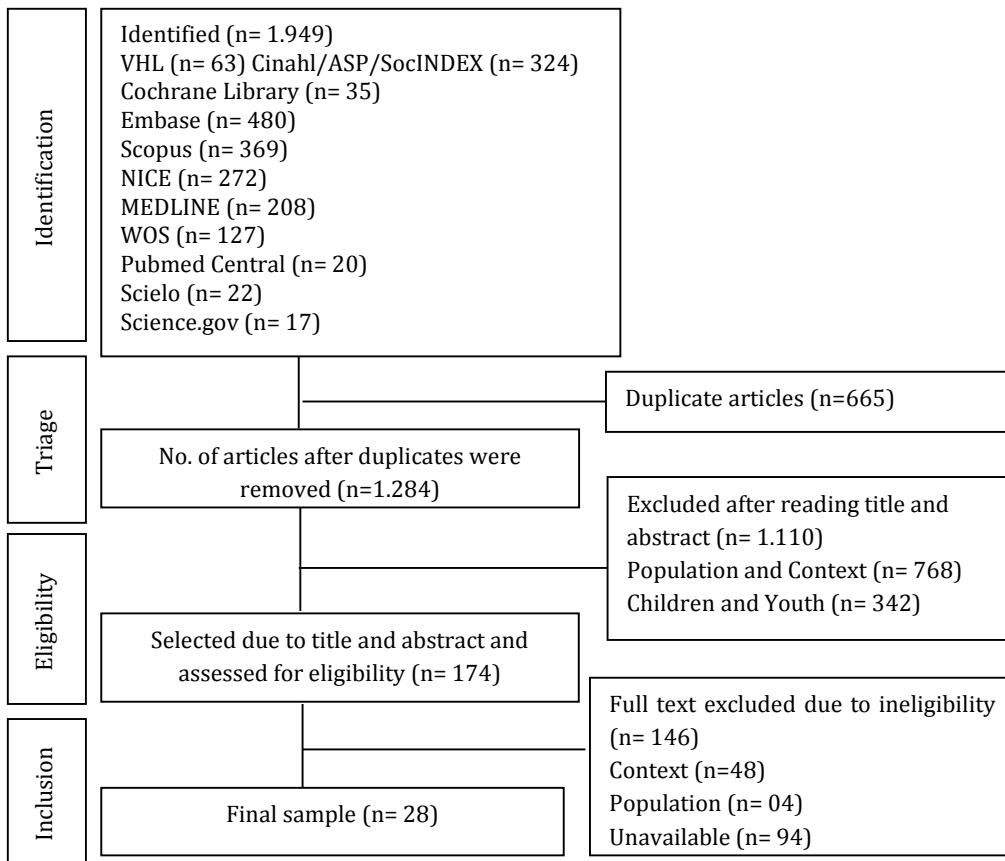 Identification
Identified (n= 1.949)
VHL (n= 63) Cinahl/ASP/SocINDEX (n= 324)
Cochrane Library (n= 35)
Embase (n= 480)
Scopus (n= 369)
NICE (n= 272)
MEDLINE (n= 208)
WOS (n= 127)
Pubmed Central (n= 20)
Scielo (n= 22)
Science.gov (n= 17)
Triage
Duplicate articles (n=665)
No. of articles after duplicates were
removed (n=1.284)
Excluded after reading title and
abstract (n= 1.110)
Population and Context (n= 768)
Children and Youth (n= 342)
Eligibility
Selected due to title and abstract and
assessed for eligibility (n= 174)
Full text excluded due to ineligibility
(n= 146)
Context (n=48)
Population (n= 04)
Unavailable (n= 94)
Inclusion
Final sample (n= 28)